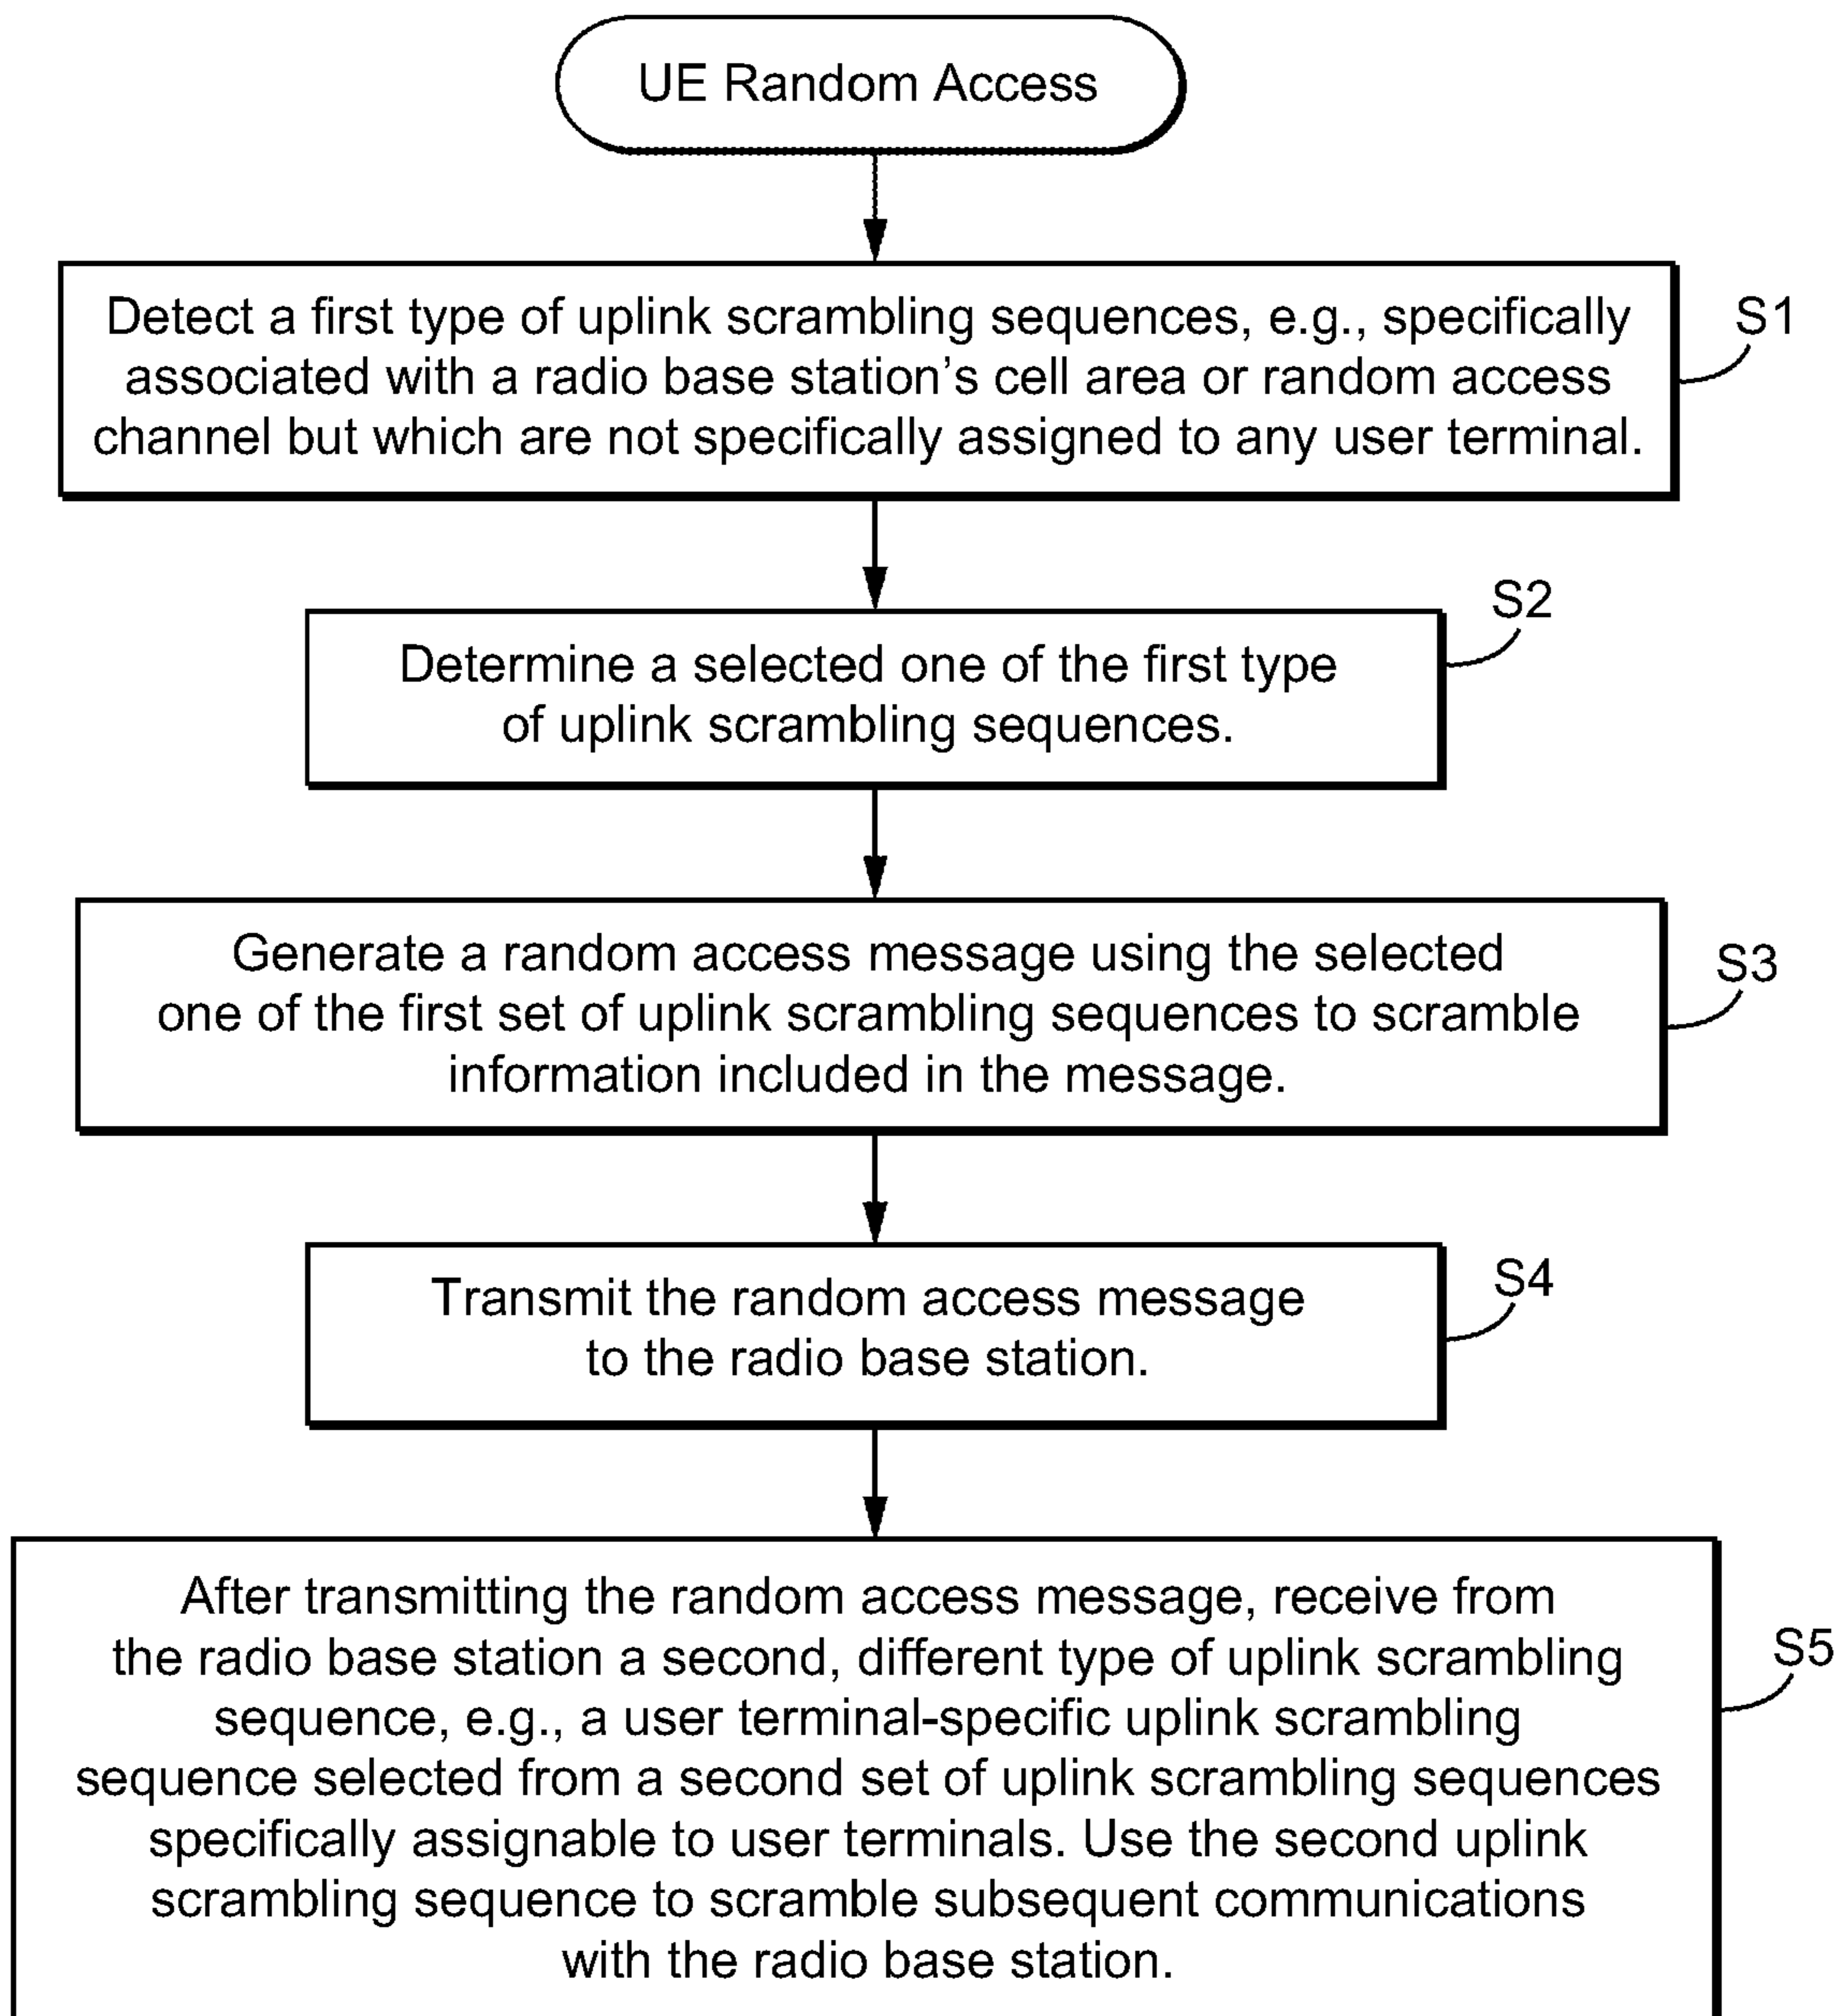 UE Random Access
Detect a first type of uplink scrambling sequences, e.g., specifically
associated with a radio base station's cell area or random access
channel but which are not specifically assigned to any user terminal.
S1
Determine a selected one of the first type
of uplink scrambling sequences.
S2
Generate a random access message using the selected
one of the first set of uplink scrambling sequences to scramble
information included in the message.
S3
Transmit the random access message
to the radio base station.
S4
After transmitting the random access message, receive from
the radio base station a second, different type of uplink scrambling
sequence, e.g., a user terminal-specific uplink scrambling
sequence selected from a second set of uplink scrambling sequences
specifically assignable to user terminals. Use the second uplink
scrambling sequence to scramble subsequent communications
with the radio base station.
S5